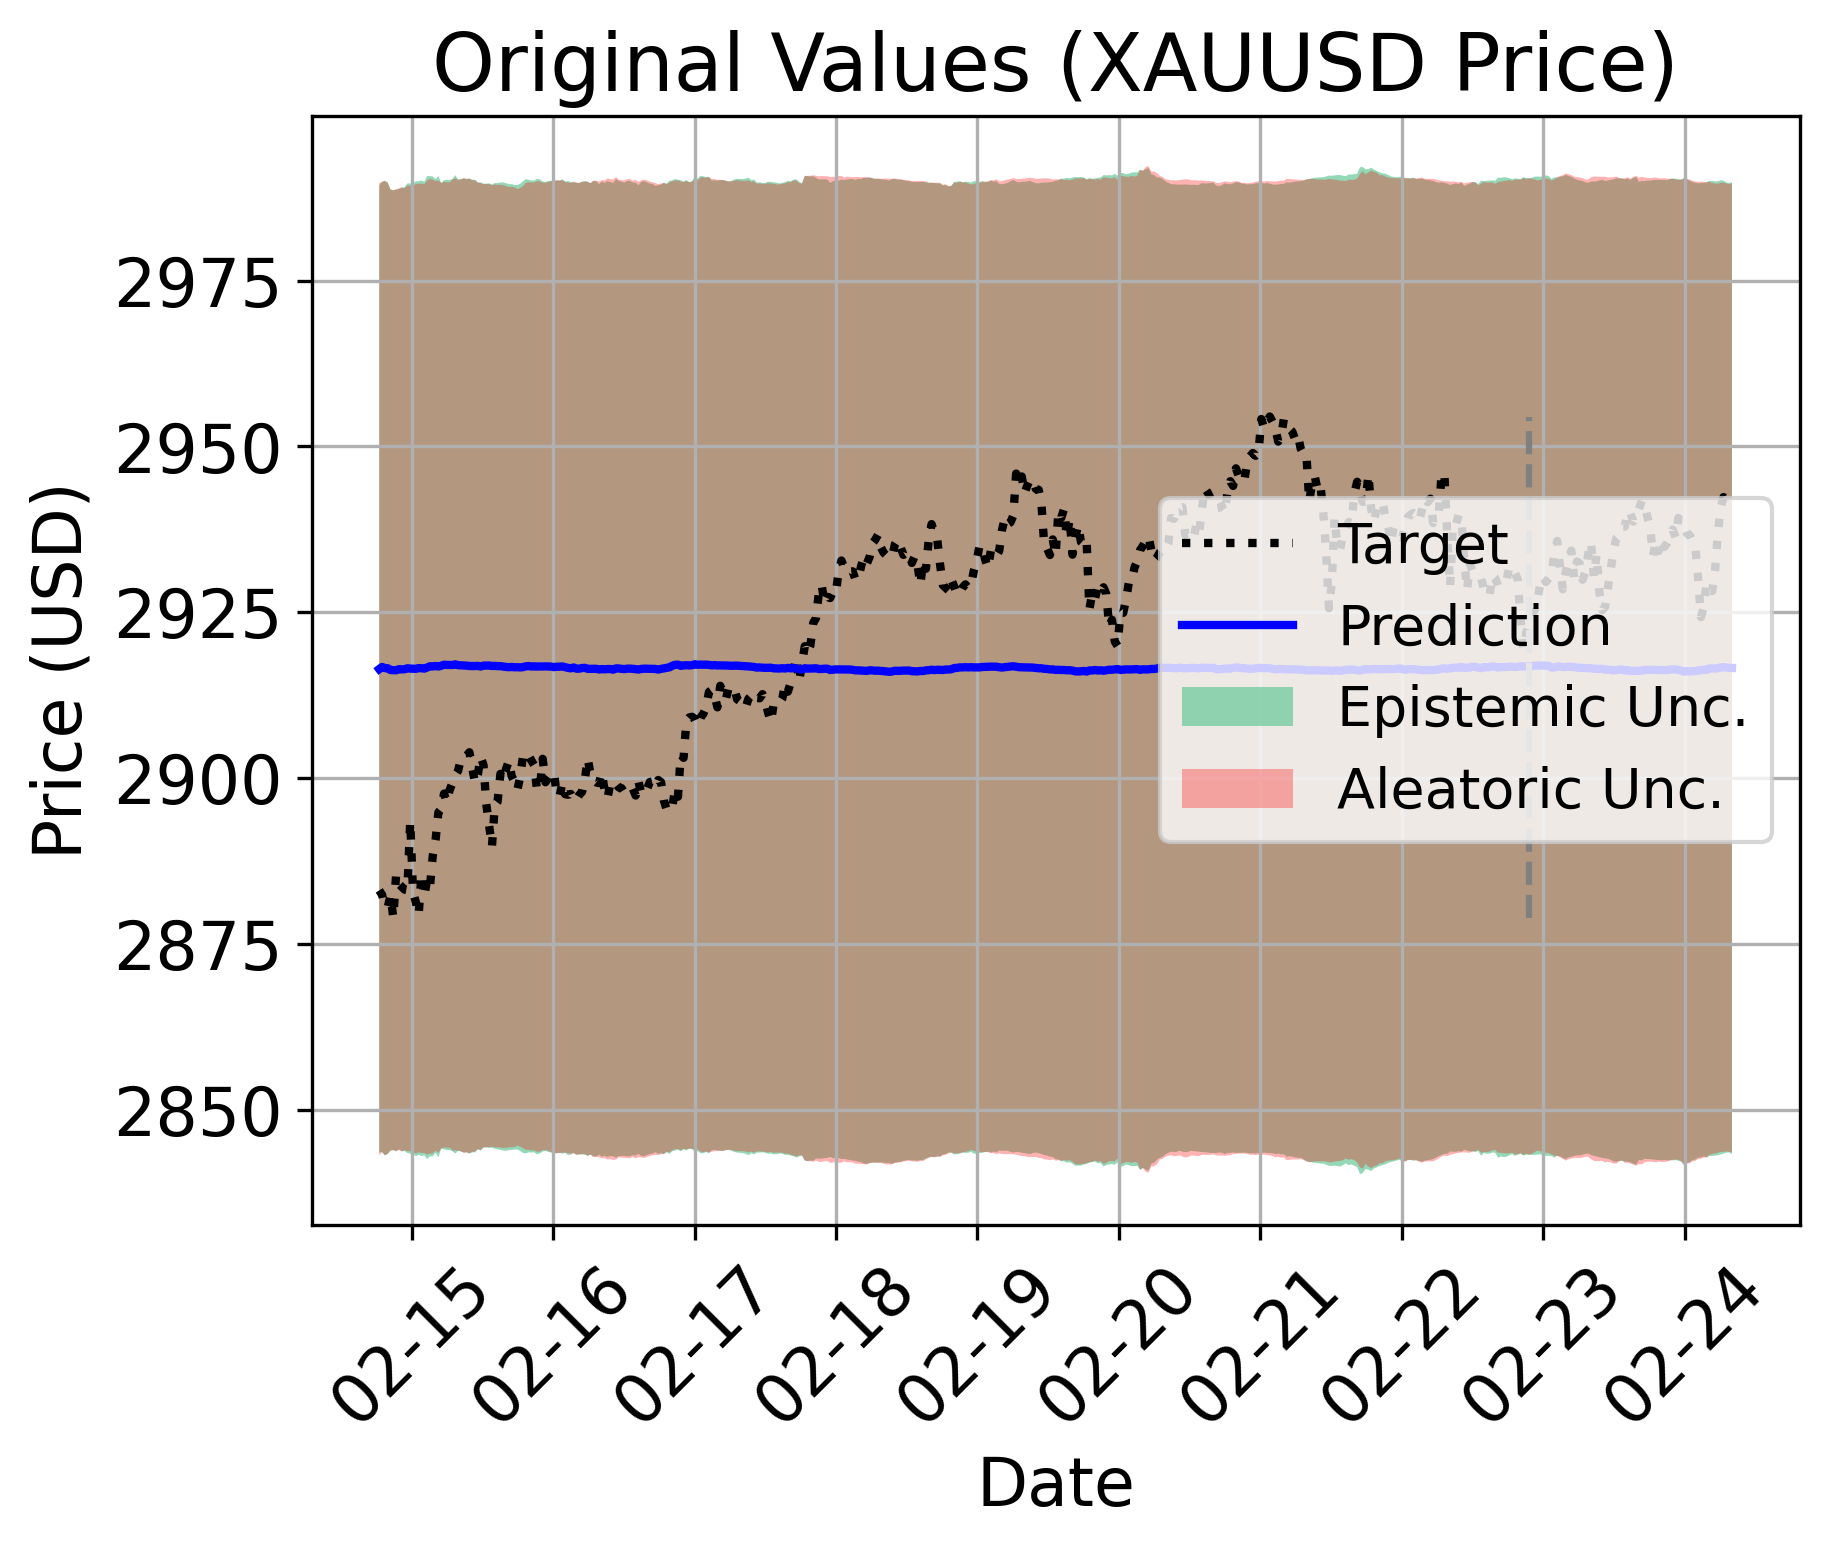 Original Values (XAUUSD Price)
Price (USD)
2975
2950
2925
2900
2875
2850
Target
Prediction
Epistemic Unc.
Aleatoric Unc.
02-15
02-16
02-17
02-18
02-19
02-20
02-21
02-22
02-23
02-24
Date